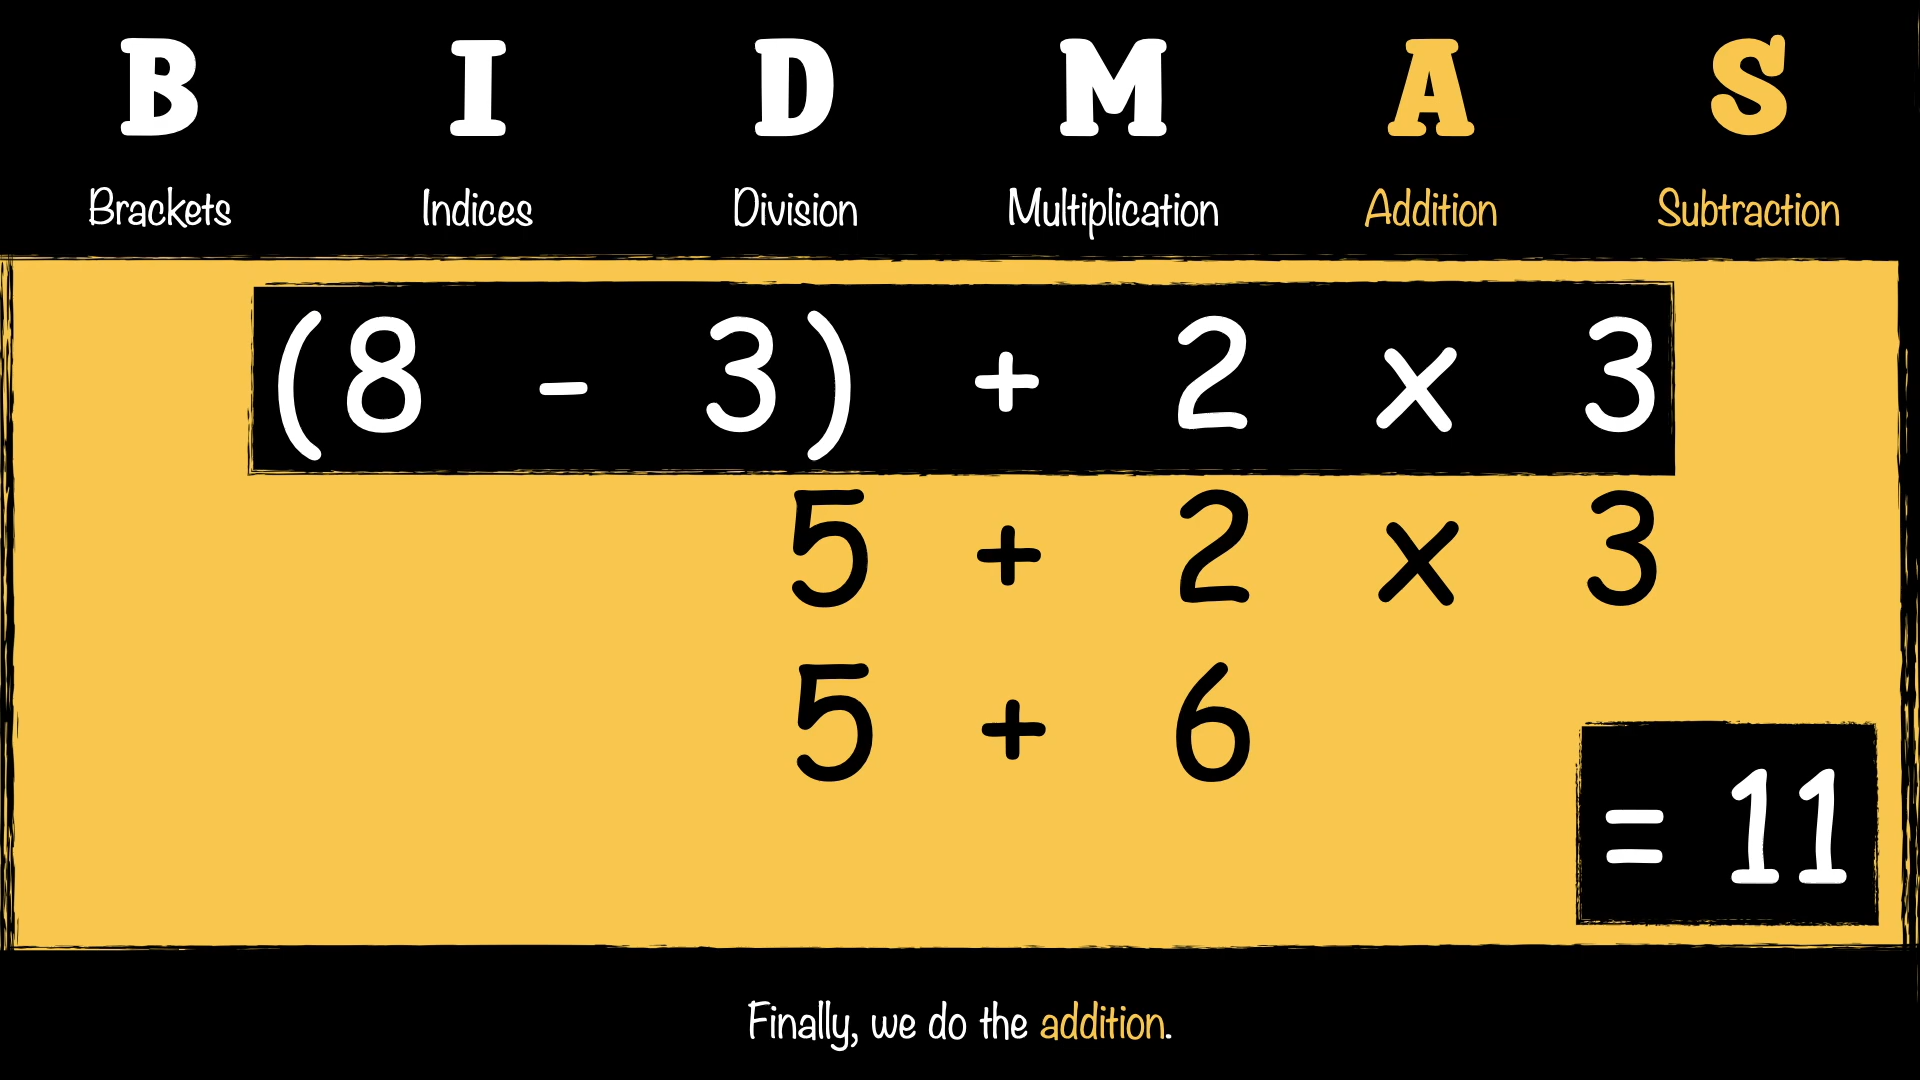 B I D M A S
Brackets Indices Division Multiplication Addition Subtraction
(8 - 3) + 2 x 3
5 + 2 x 3
5 + 6
= 11
Finally, we do the addition.